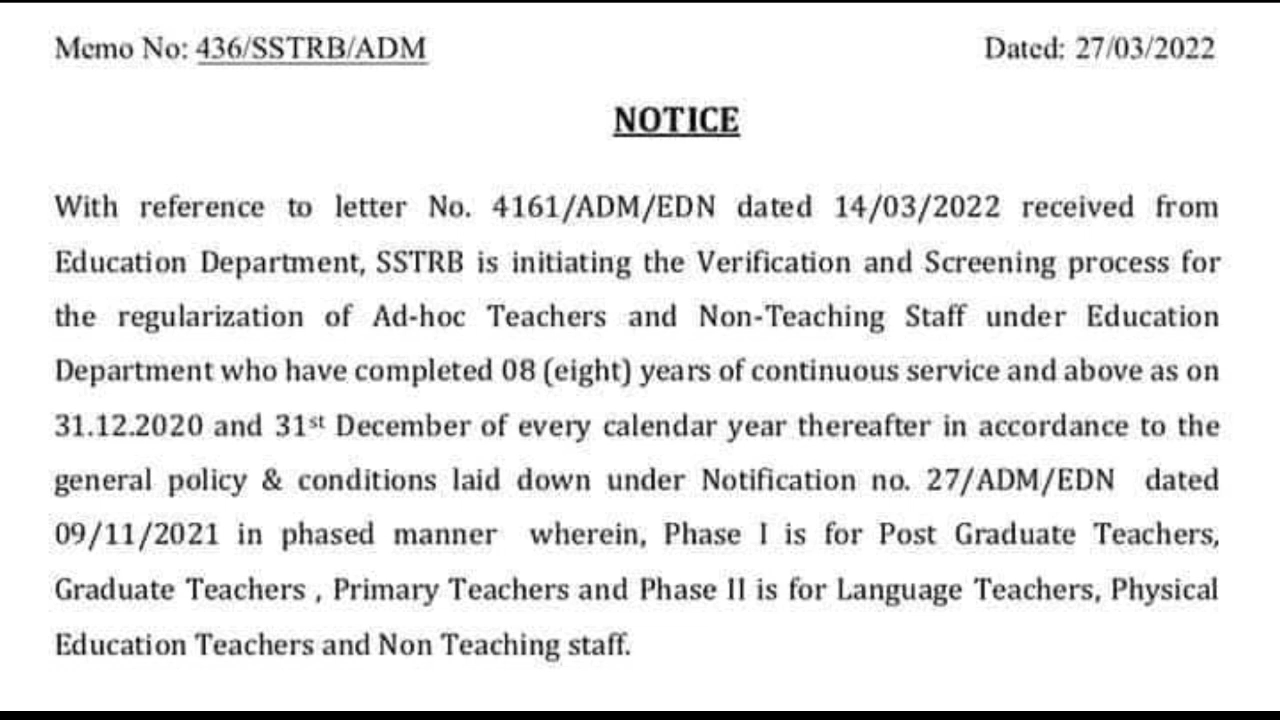 Memo No: 436/SSTRB/ADM Dated: 27/03/2022
NOTICE
With reference to letter No. 4161/ADM/EDN dated 14/03/2022 received from
Education Department, SSTRB is initiating the Verification and Screening process for
the regularization of Ad-hoc Teachers and Non-Teaching Staff under Education
Department who have completed 08 (eight) years of continuous service and above as on
31.12.2020 and 31st December of every calendar year thereafter in accordance to the
general policy & conditions laid down under Notification no. 27/ADM/EDN dated
09/11/2021 in phased manner wherein, Phase I is for Post Graduate Teachers,
Graduate Teachers , Primary Teachers and Phase II is for Language Teachers, Physical
Education Teachers and Non Teaching staff.